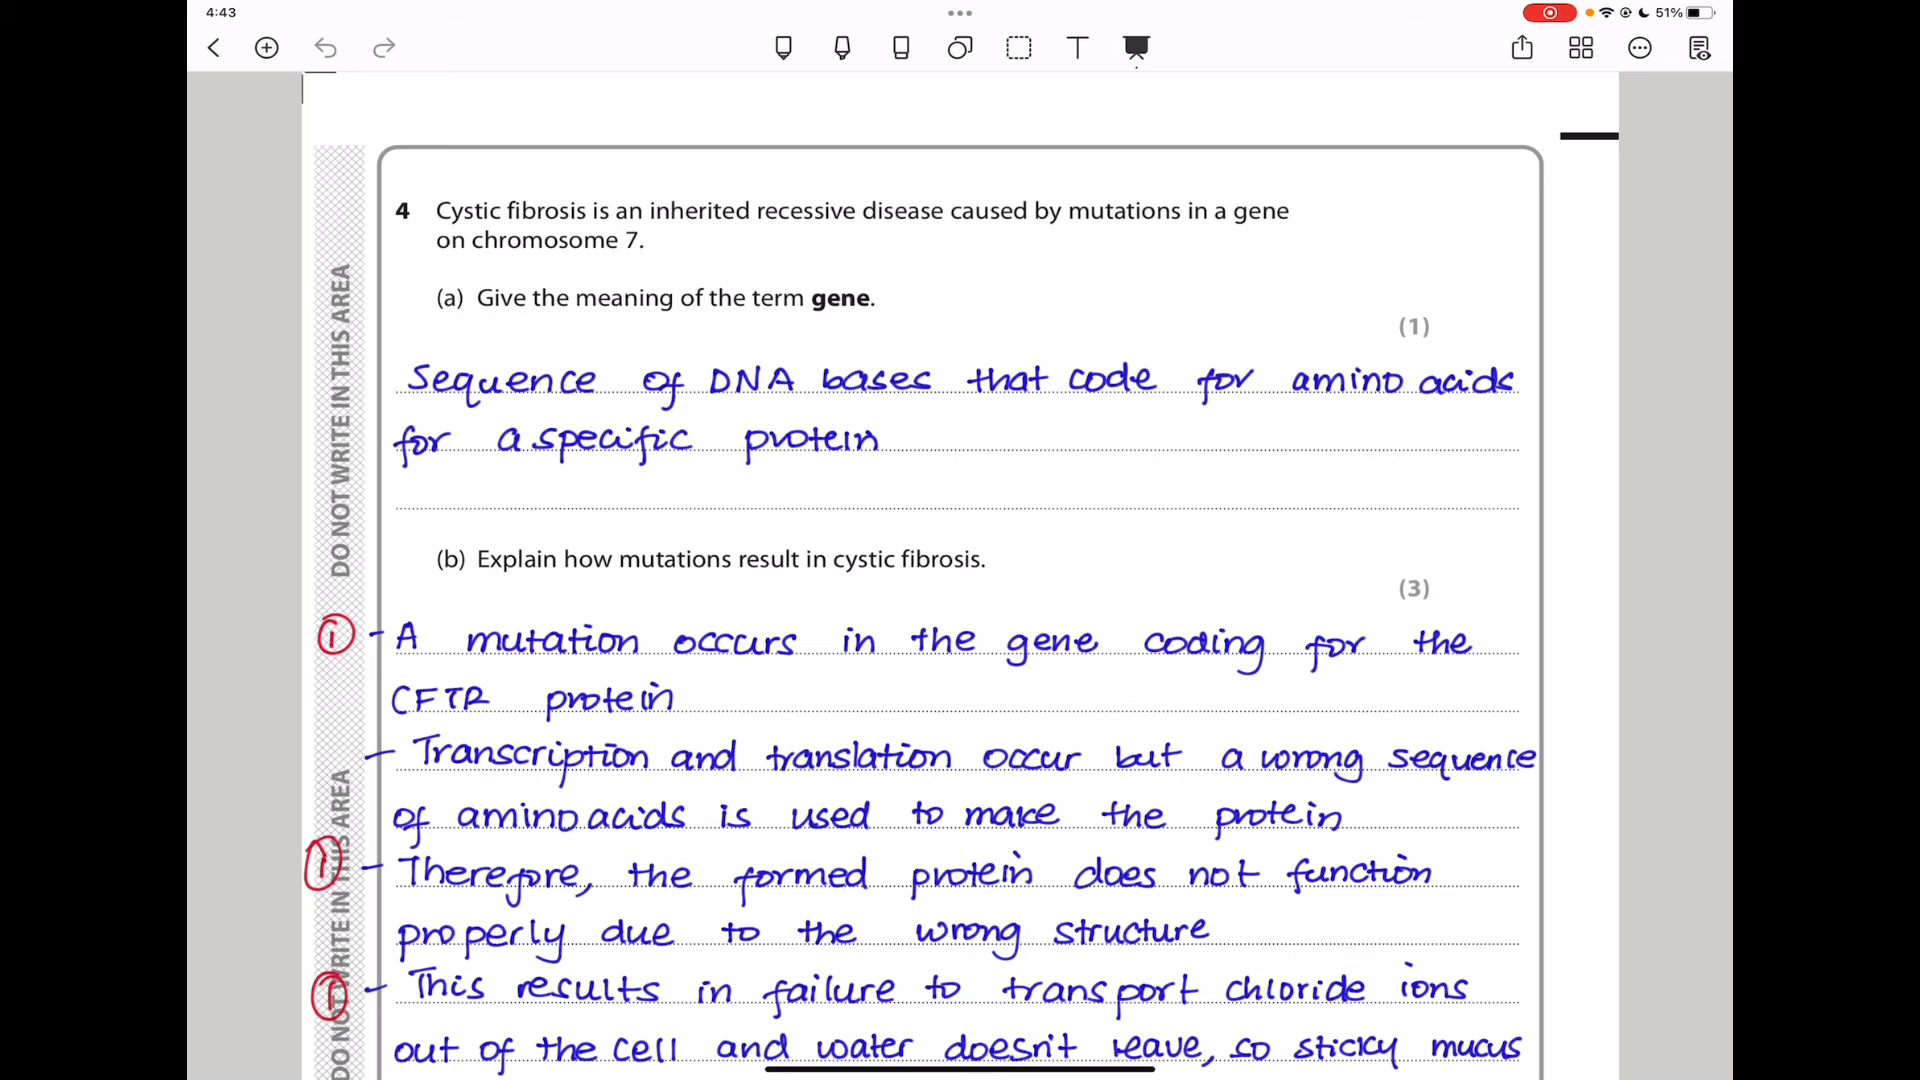 4:43
51%
4 Cystic fibrosis is an inherited recessive disease caused by mutations in a gene
on chromosome 7.
(a) Give the meaning of the term gene.
(1)
Sequence of DNA bases that code for amino acids
for a specific protein
(b) Explain how mutations result in cystic fibrosis.
(3)
① - A mutation occurs in the gene coding for the
CFTR protein
- Transcription and translation occur but a wrong sequence
of amino acids is used to make the protein
① - Therefore, the formed protein does not function
properly due to the wrong structure
① - This results in failure to transport chloride ions
out of the cell and water doesn't leave, so sticky mucus
DO NOT WRITE IN THIS AREA
DO NOT WRITE IN THIS AREA